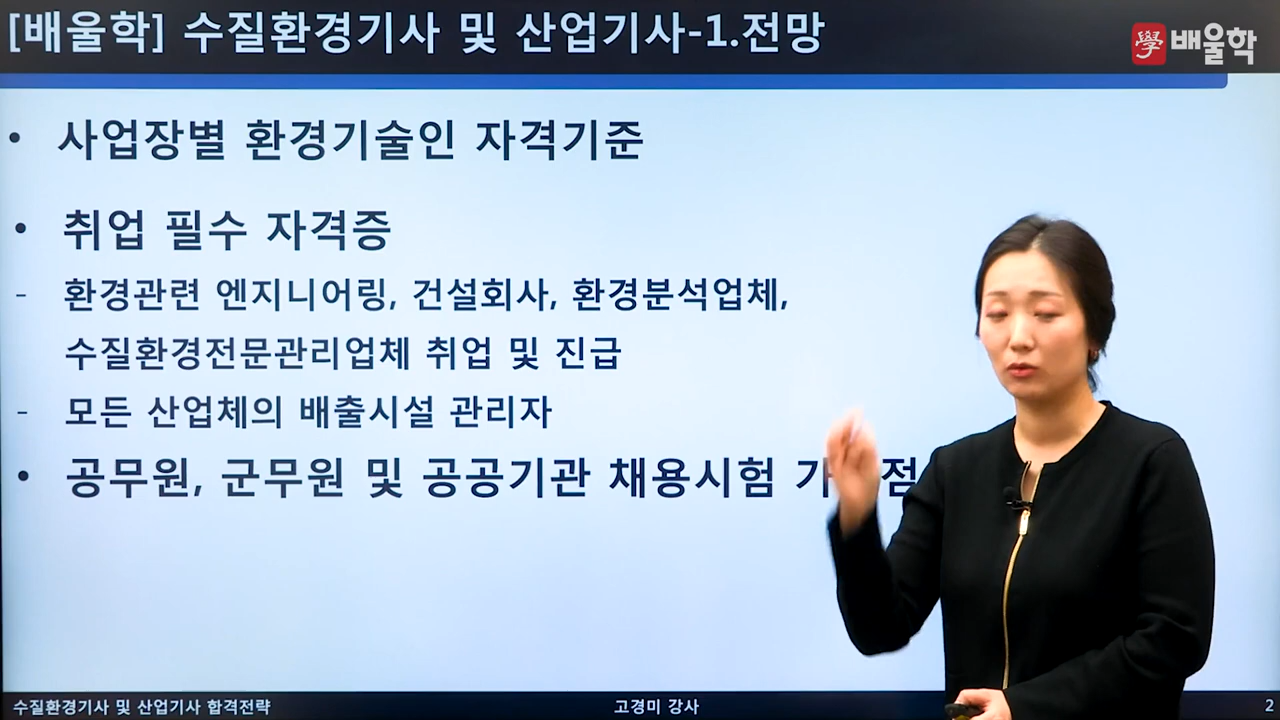 [배울학] 수질환경기사 및 산업기사-1.전망
學 배울학
• 사업장별 환경기술인 자격기준
• 취업 필수 자격증
- 환경관련 엔지니어링, 건설회사, 환경분석업체,
수질환경전문관리업체 취업 및 진급
- 모든 산업체의 배출시설 관리자
• 공무원, 군무원 및 공공기관 채용시험
수질환경기사 및 산업기사 합격전략
고경미 강사
2